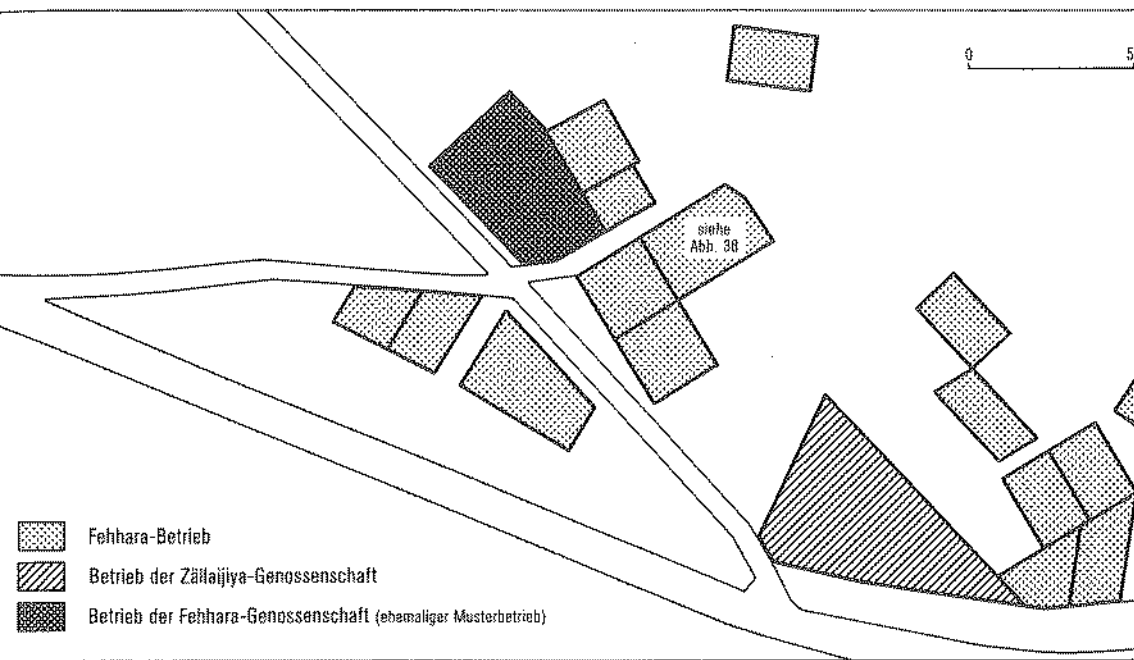 0 5
siehe
Abb. 38
Fehhara-Betrieb
Betrieb der Zällaijiya-Genossenschaft
Betrieb der Fehhara-Genossenschaft (ehemaliger Musterbetrieb)